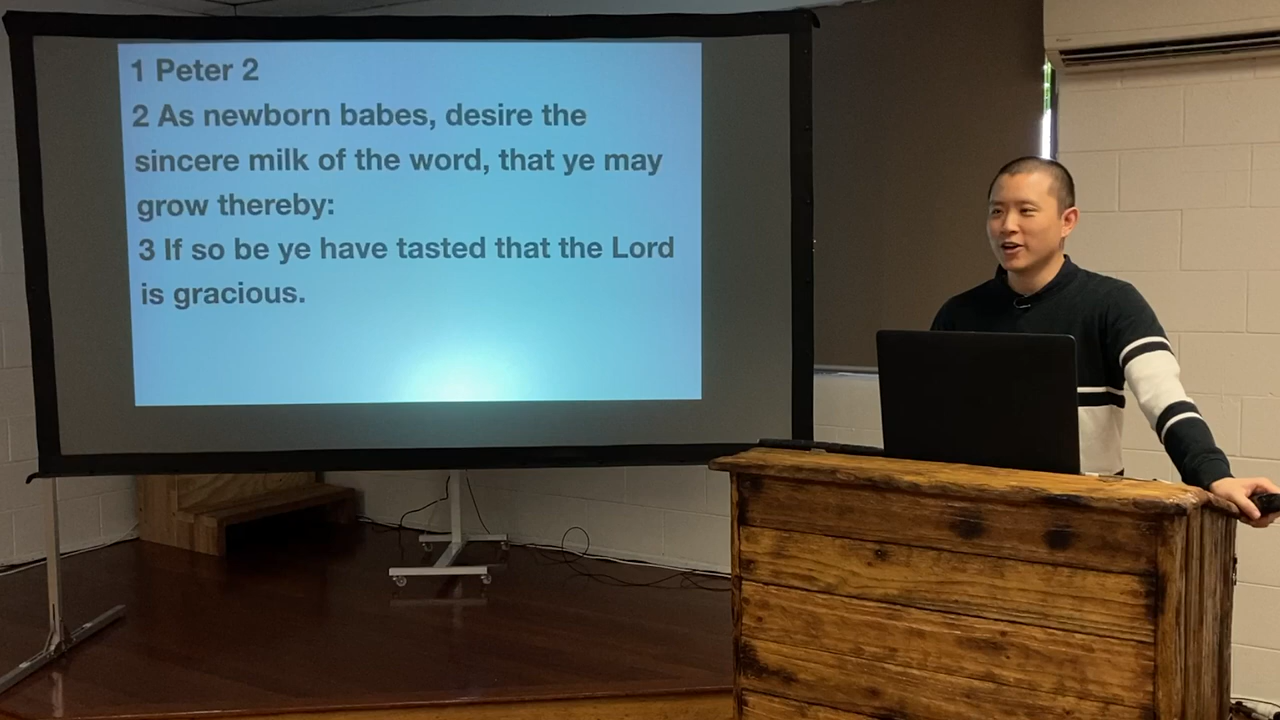 1 Peter 2
2 As newborn babes, desire the
sincere milk of the word, that ye may
grow thereby:
3 If so be ye have tasted that the Lord
is gracious.